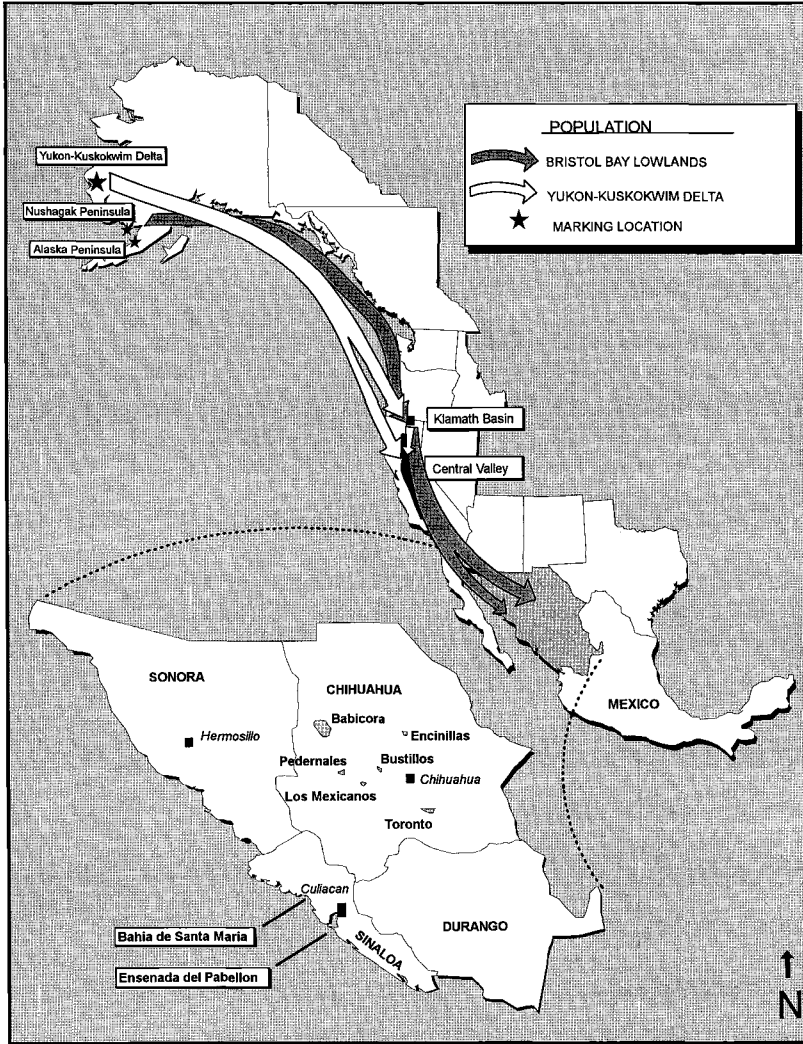 POPULATION
BRISTOL BAY LOWLANDS
YUKON-KUSKOKWIM DELTA
MARKING LOCATION
Yukon-Kuskokwim Delta
Nushagak Peninsula
Alaska Peninsula
Klamath Basin
Central Valley
MEXICO
SONORA
CHIHUAHUA
Babicora
Hermosillo
Encinillas
Pedernales
Bustillos
Chihuahua
Los Mexicanos
Toronto
Culiacan
Bahia de Santa Maria
DURANGO
SINALOA
Ensenada del Pabellon
N